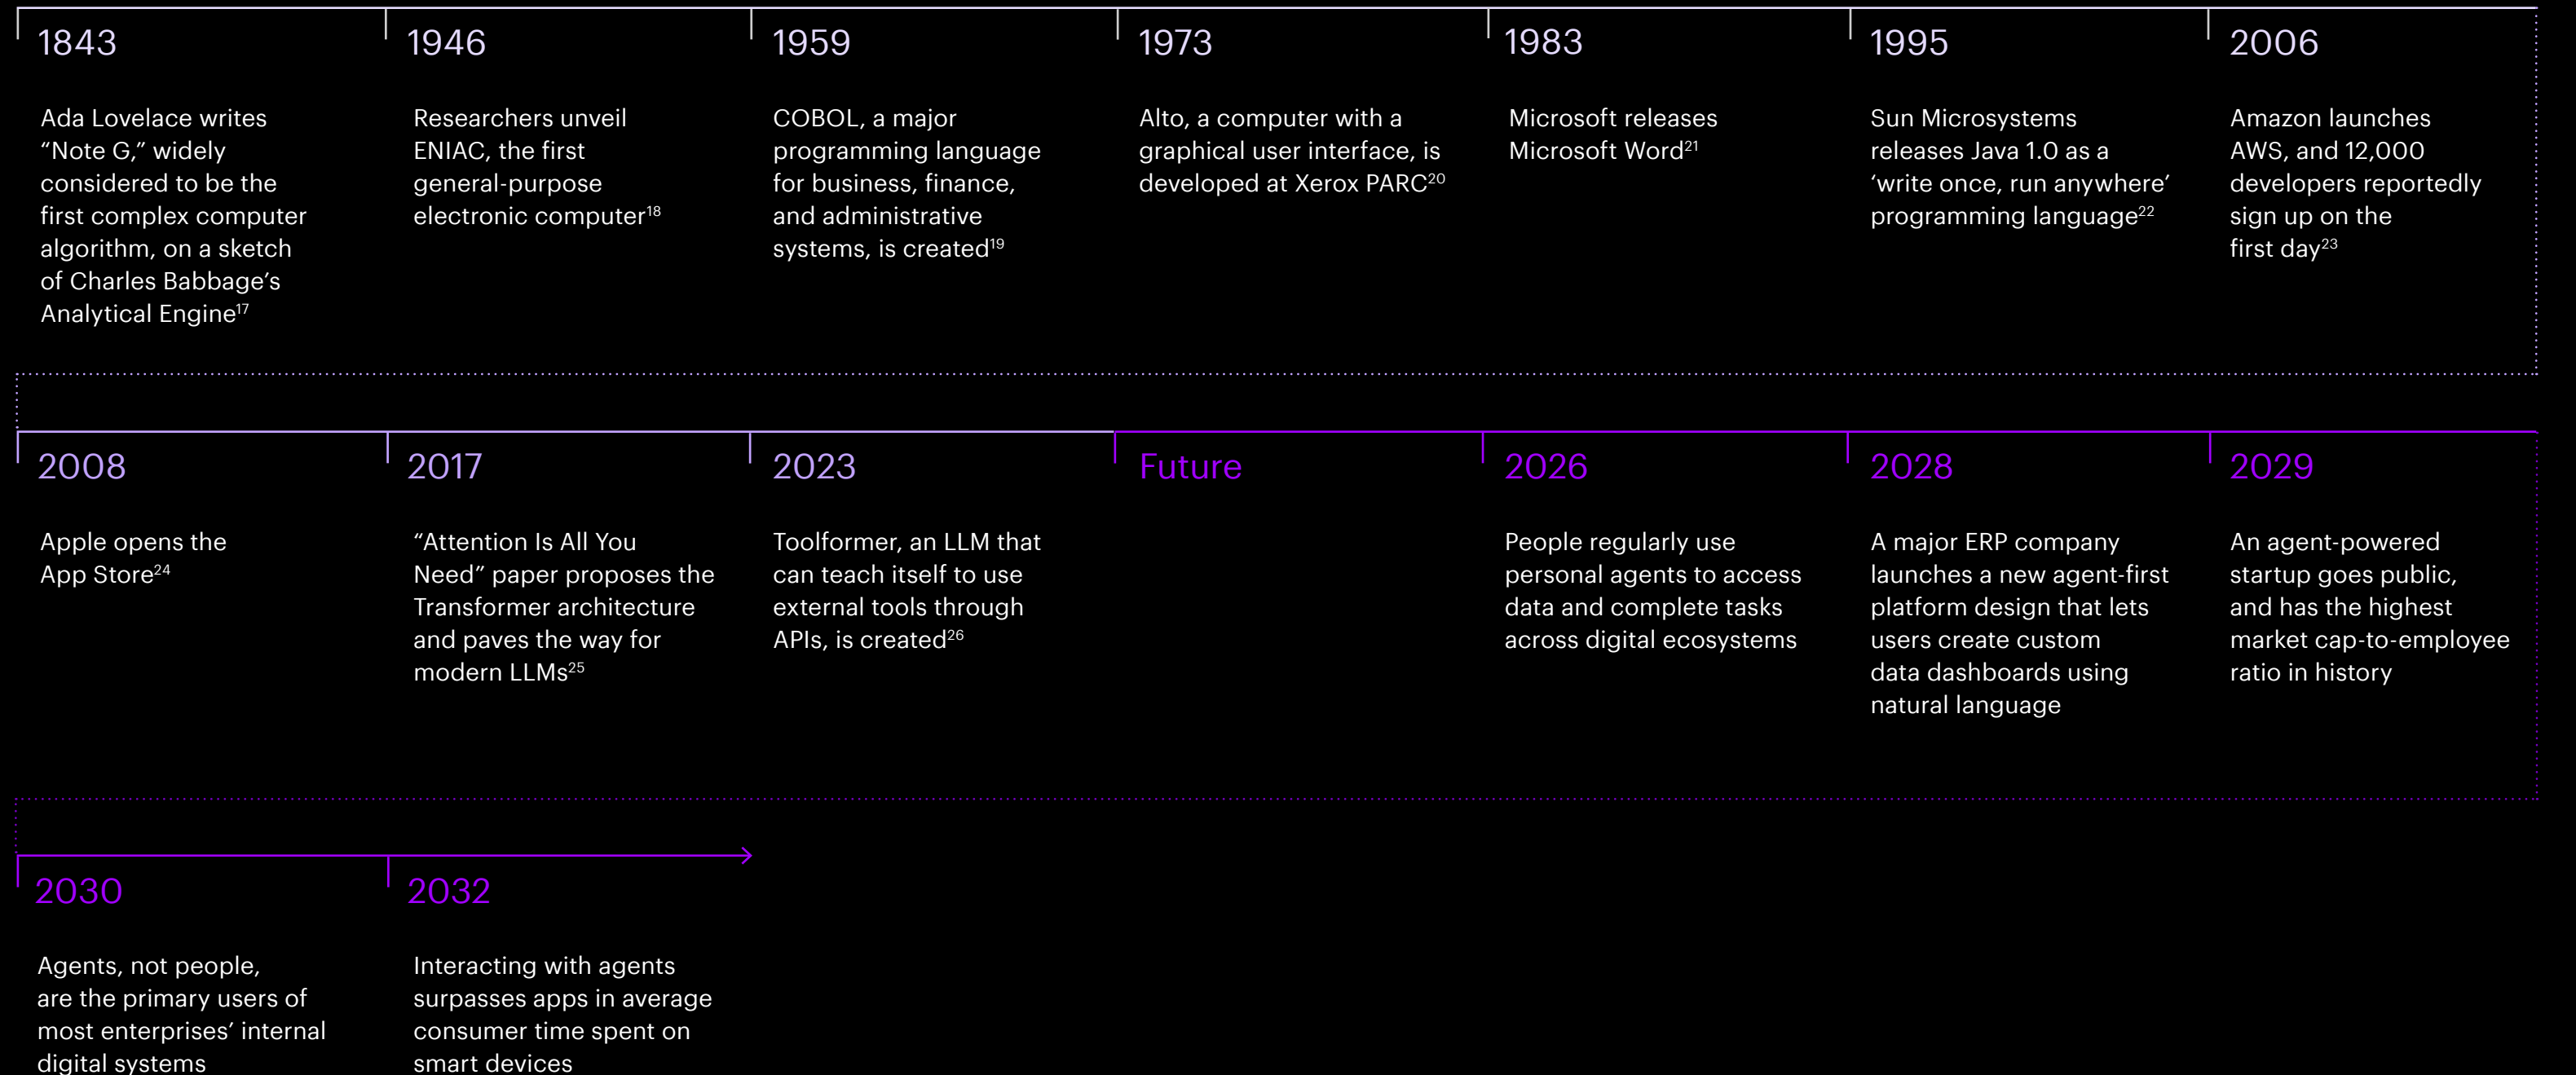 1843
Ada Lovelace writes
“Note G,” widely
considered to be the
first complex computer
algorithm, on a sketch
of Charles Babbage’s
Analytical Engine17
1946
Researchers unveil
ENIAC, the first
general-purpose
electronic computer18
1959
COBOL, a major
programming language
for business, finance,
and administrative
systems, is created19
1973
Alto, a computer with a
graphical user interface, is
developed at Xerox PARC20
1983
Microsoft releases
Microsoft Word21
1995
Sun Microsystems
releases Java 1.0 as a
‘write once, run anywhere’
programming language22
2006
Amazon launches
AWS, and 12,000
developers reportedly
sign up on the
first day23
2008
Apple opens the
App Store24
2017
“Attention Is All You
Need” paper proposes the
Transformer architecture
and paves the way for
modern LLMs25
2023
Toolformer, an LLM that
can teach itself to use
external tools through
APIs, is created26
Future
2026
People regularly use
personal agents to access
data and complete tasks
across digital ecosystems
2028
A major ERP company
launches a new agent-first
platform design that lets
users create custom
data dashboards using
natural language
2029
An agent-powered
startup goes public,
and has the highest
market cap-to-employee
ratio in history
2030
Agents, not people,
are the primary users of
most enterprises’ internal
digital systems
2032
Interacting with agents
surpasses apps in average
consumer time spent on
smart devices